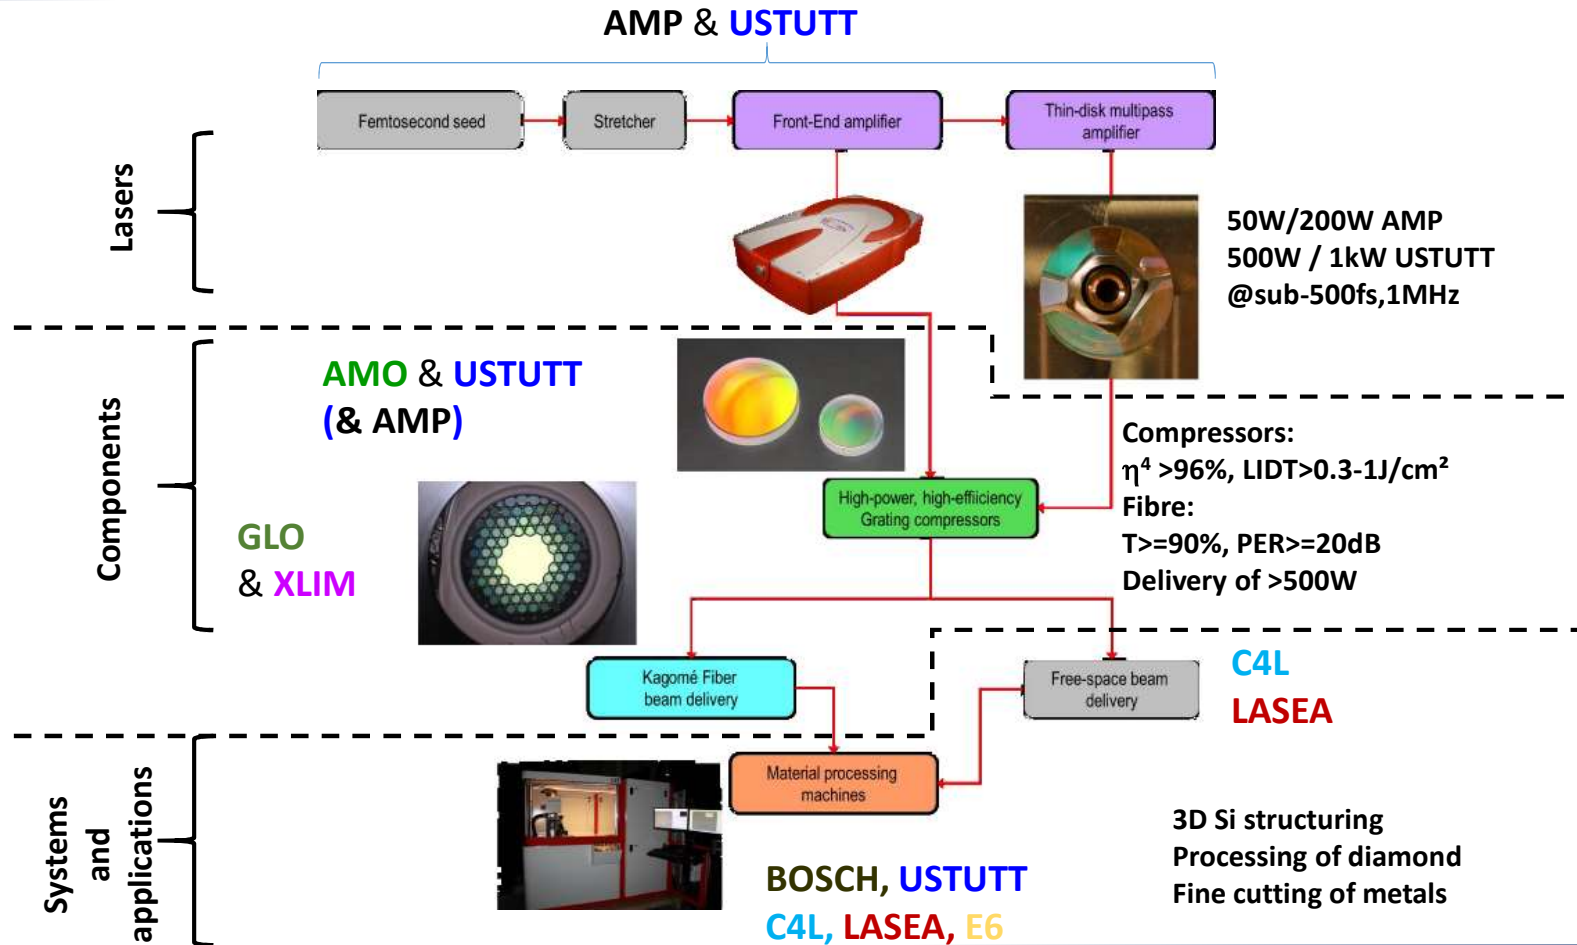 AMP & USTUTT
Femtosecond seed
Stretcher
Front-End amplifier
Thin-disk multipass
amplifier
Lasers
50W/200W AMP
500W / 1kW USTUTT
@sub-500fs,1MHz
Components
AMO & USTUTT
(& AMP)
GLO
& XLIM
High-power, high-effiiciency
Grating compressors
Compressors:
η⁴ >96%, LIDT>0.3-1J/cm²
Fibre:
T>=90%, PER>=20dB
Delivery of >500W
Kagomé Fiber
beam delivery
Free-space beam
delivery
C4L
LASEA
Systems
and
applications
Material processing
machines
BOSCH, USTUTT
C4L, LASEA, E6
3D Si structuring
Processing of diamond
Fine cutting of metals